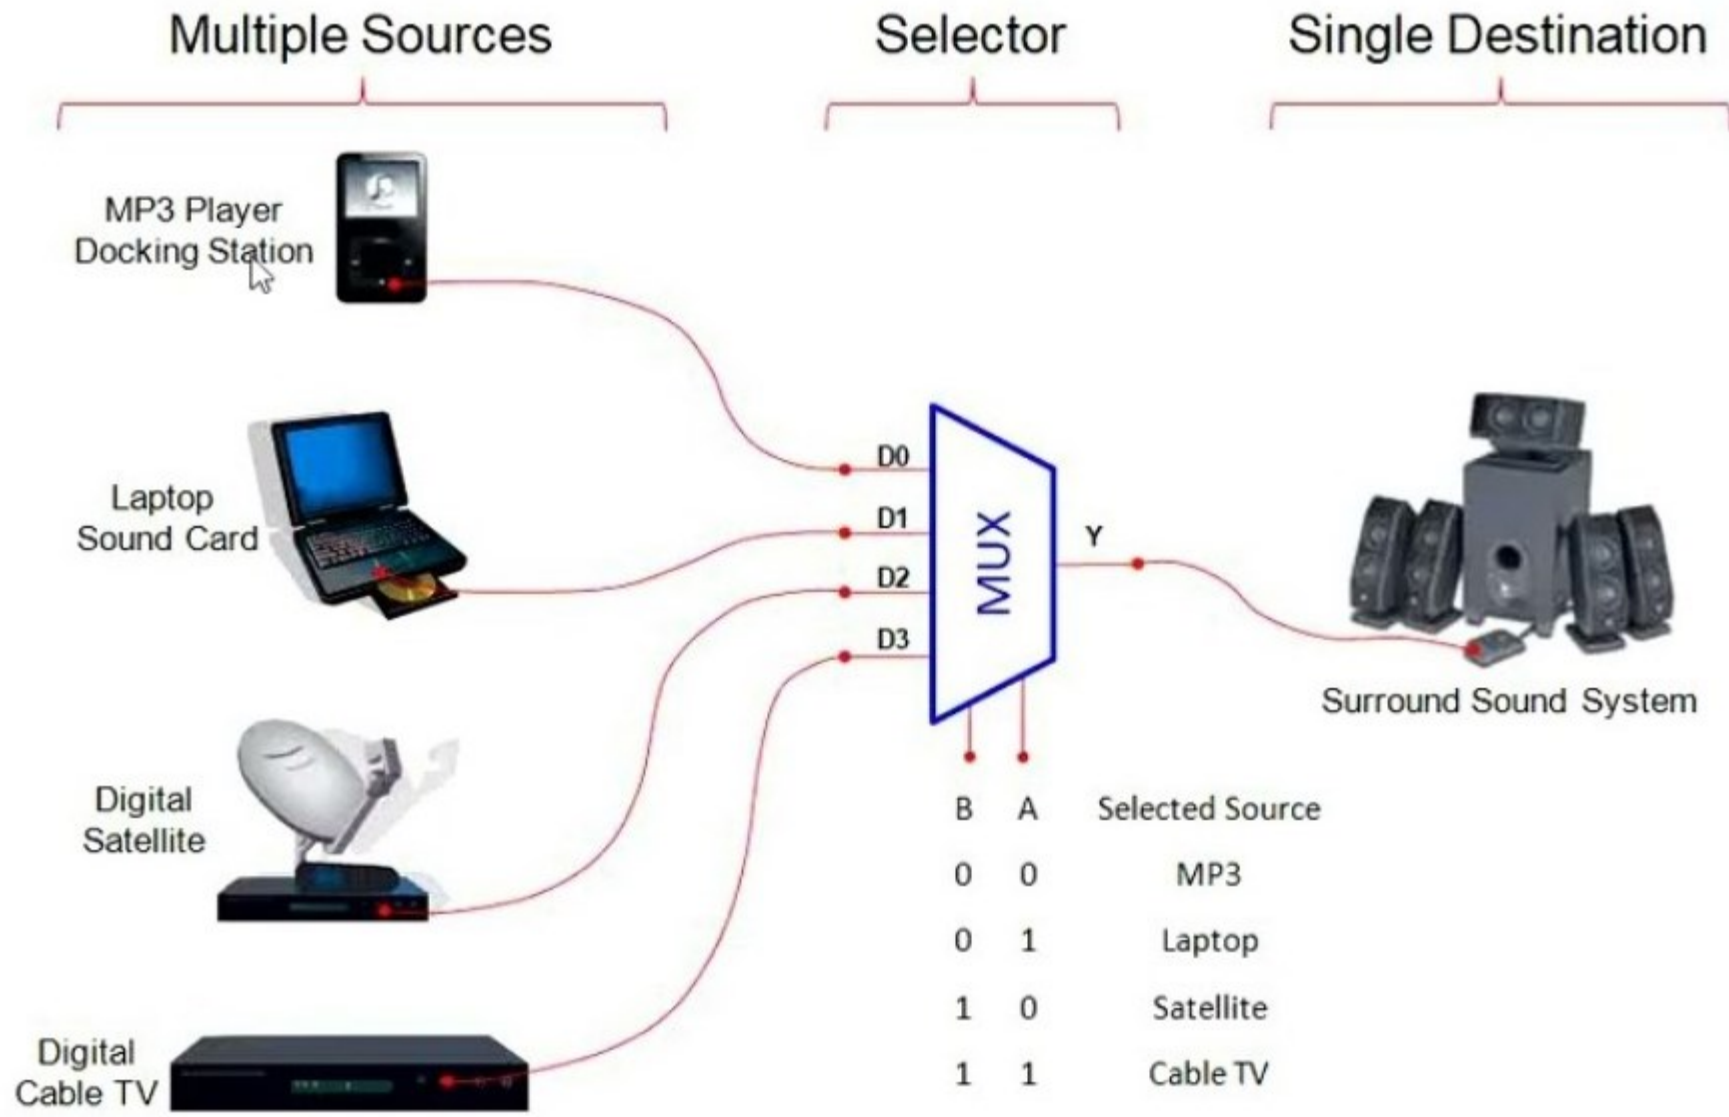 Multiple Sources
Selector
Single Destination
MP3 Player
Docking Station
Laptop
Sound Card
Digital
Satellite
Digital
Cable TV
D0
D1
D2
D3
MUX
Y
Surround Sound System
B A Selected Source
0 0 MP3
0 1 Laptop
1 0 Satellite
1 1 Cable TV